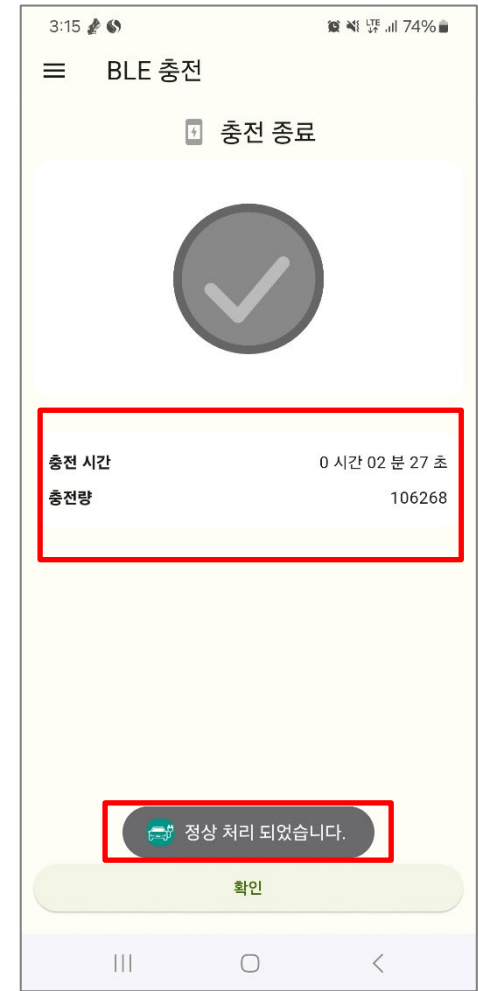 3:15 LTE 74%
BLE 충전
충전 종료
충전 시간 0 시간 02 분 27 초
충전량 106268
정상 처리 되었습니다.
확인